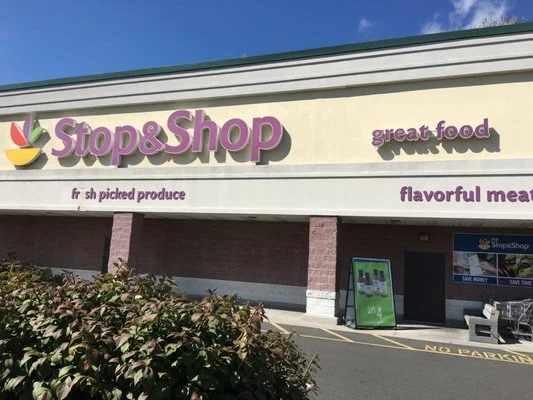 Stop&Shop
great food
fr sh picked produce
flavorful meat
Stop&Shop
SAVE MONEY
SAVE TIME
NO PARKING